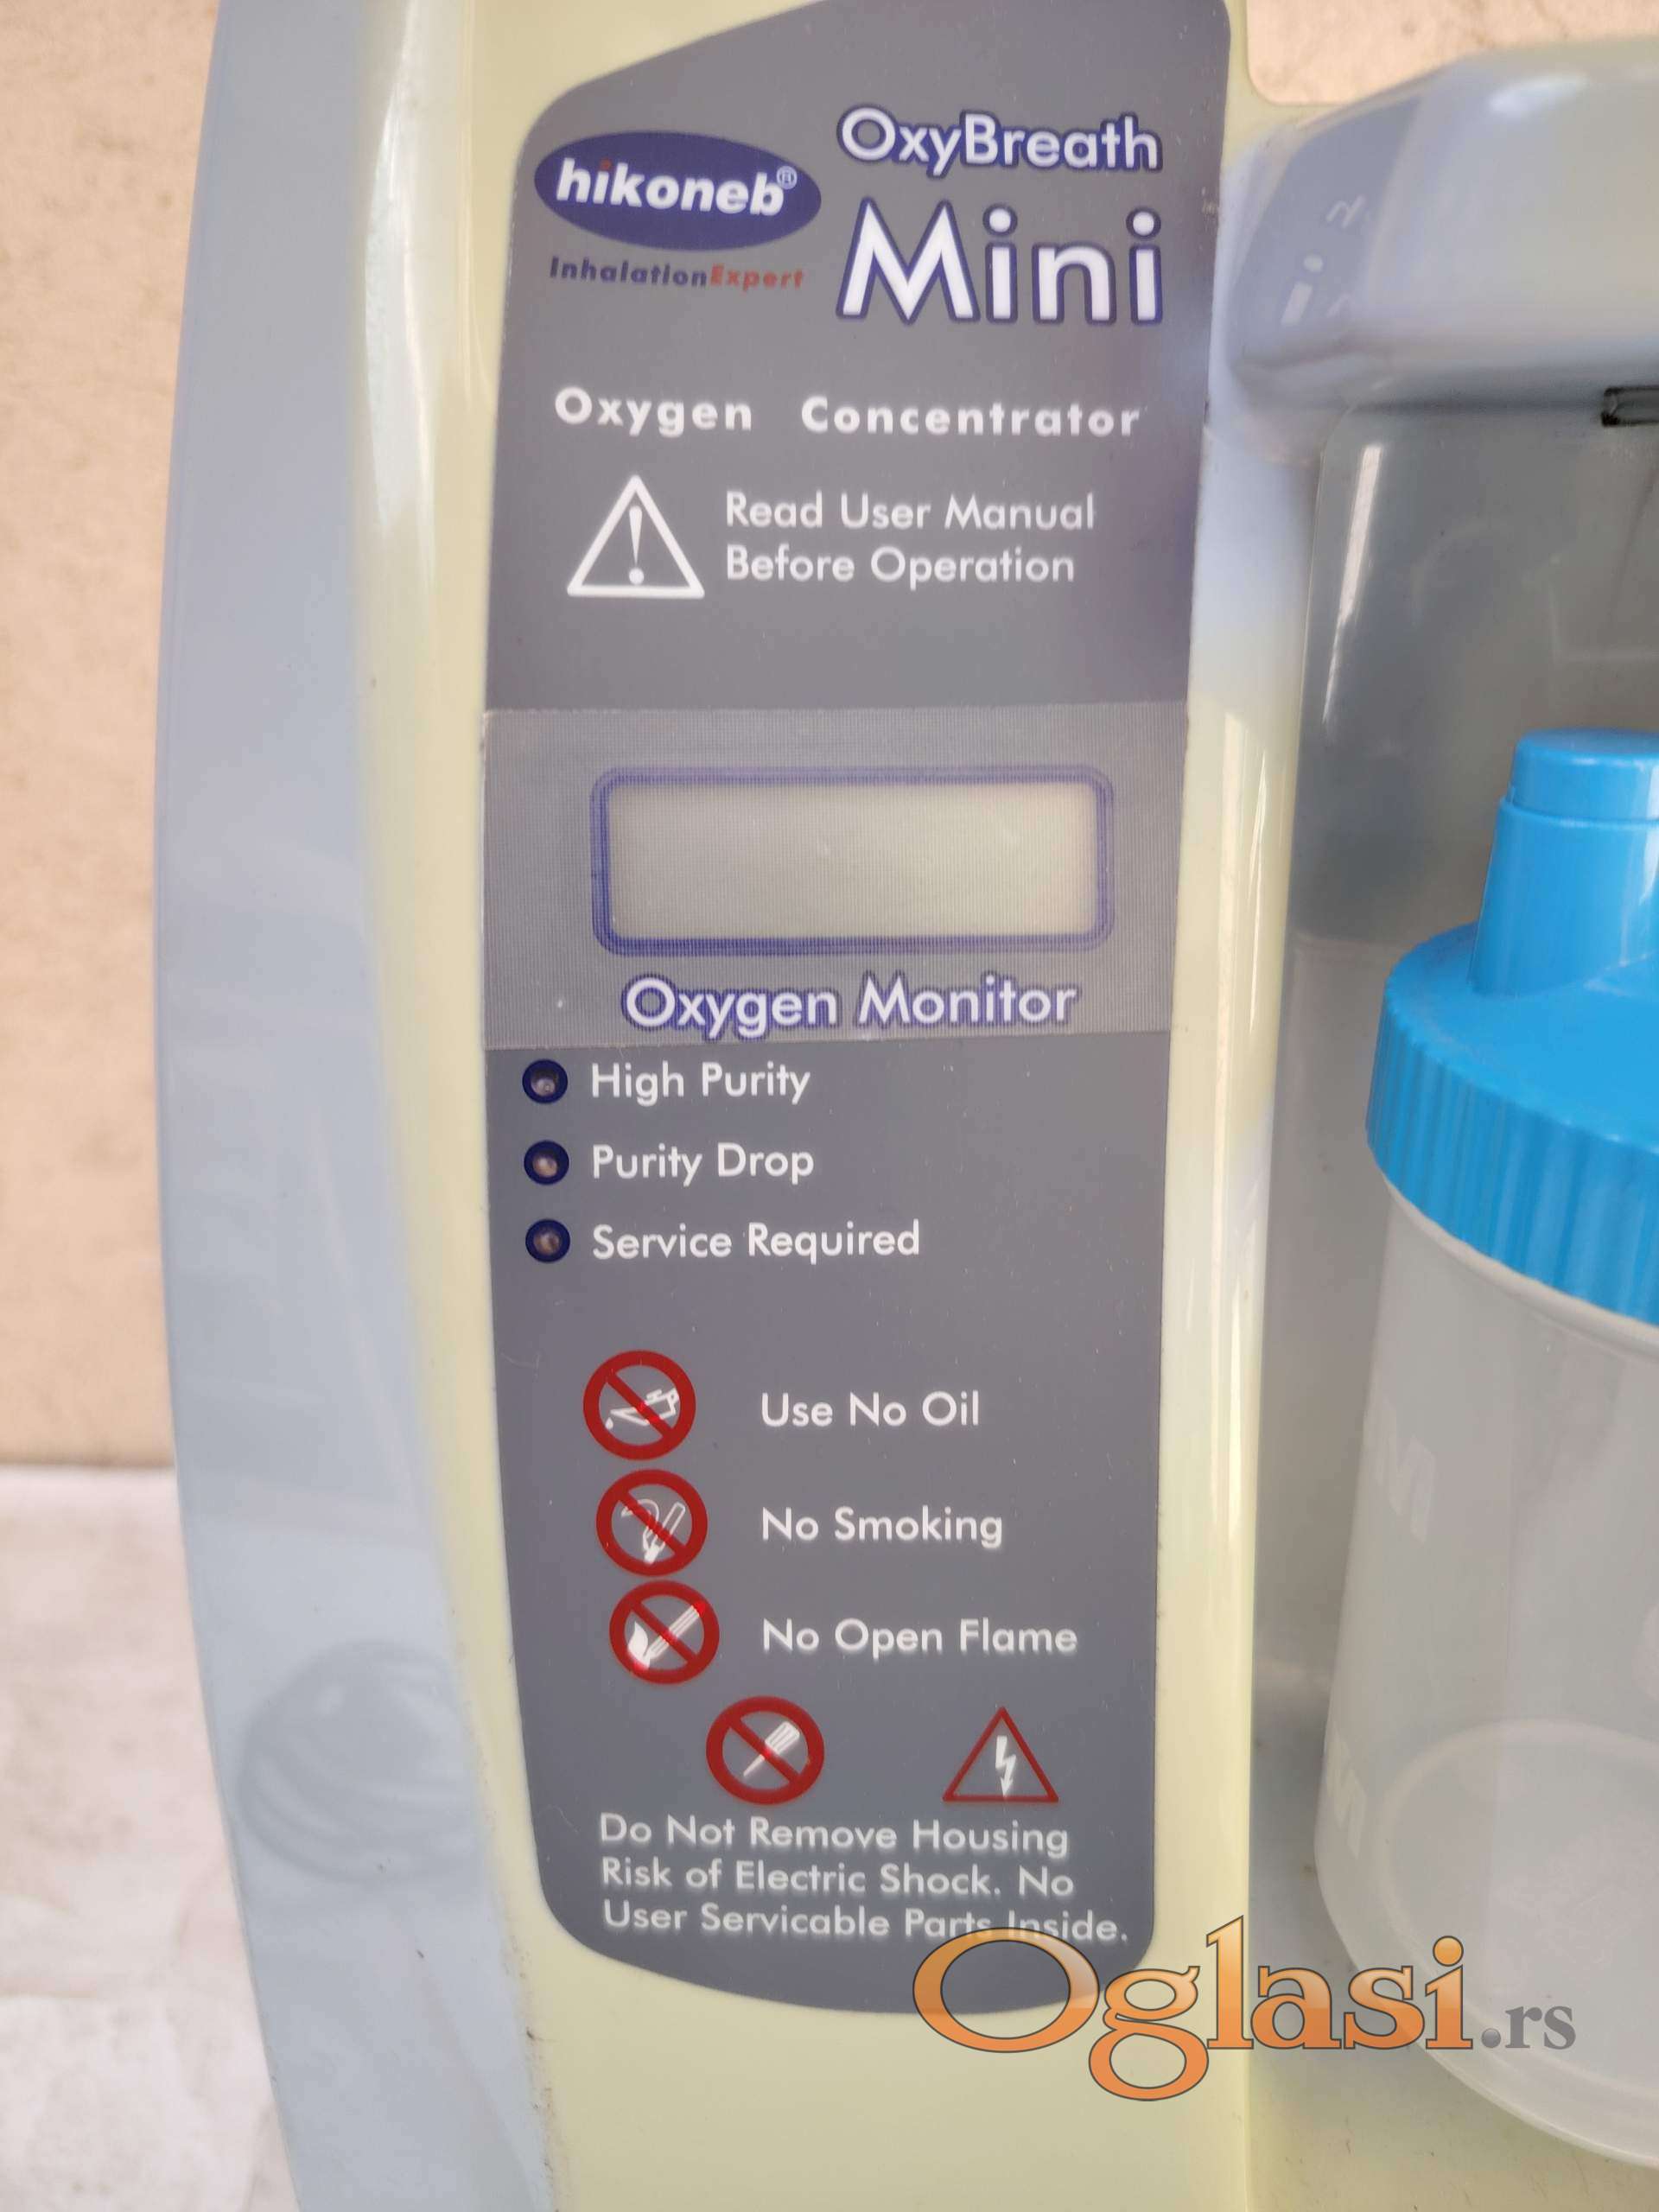 hikoneb®
InhalationExpert
OxyBreath
Mini
Oxygen Concentrator
Read User Manual
Before Operation
Oxygen Monitor
High Purity
Purity Drop
Service Required
Use No Oil
No Smoking
No Open Flame
Do Not Remove Housing
Risk of Electric Shock. No
User Servicable Parts Inside.
Oglasi.rs